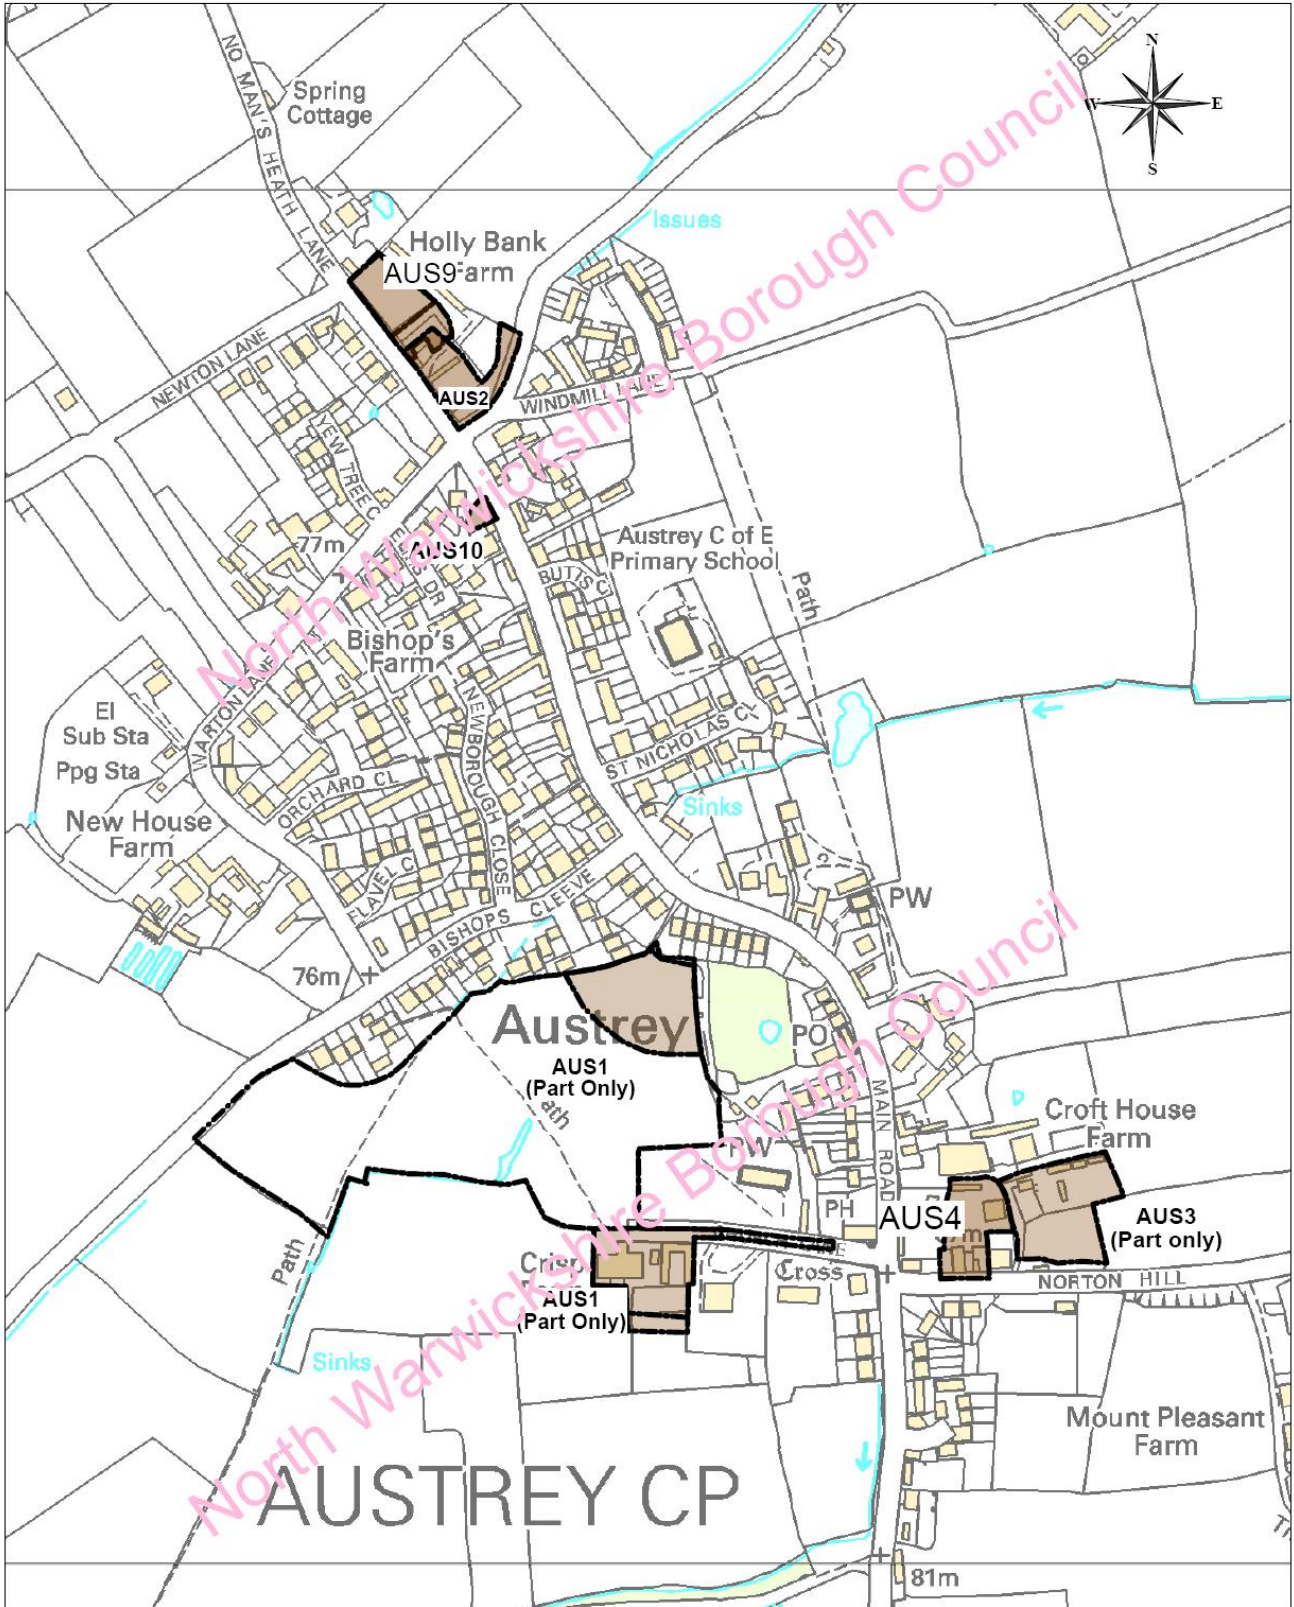 N
W
E
S
NO MAN'S HEATH LANE
Spring
Cottage
North Warwickshire Borough Council
Issues
Holly Bank
Farm
AUS9
NEWTON LANE
AUS2
WINDMILL LANE
YEW TREE C
77m
AUS10
Austrey C of E
Primary School
BUTTS C
DR
Path
Bishop's
Farm
WARTON LANE
El
Sub Sta
Ppg Sta
NEWBOROUGH CLOSE
ST NICHOLAS CL
ORCHARD CL
Sinks
New House
Farm
FLAVEL C
BISHOPS CLEEVE
PW
76m
Austrey
PO
AUS1
(Part Only)
ath
MAIN ROAD
Croft House
Farm
PW
PH
AUS4
AUS3
(Part only)
North Warwickshire Borough Council
Path
Cross
NORTON HILL
AUS1
(Part Only)
Sinks
Mount Pleasant
Farm
AUSTREY CP
81m